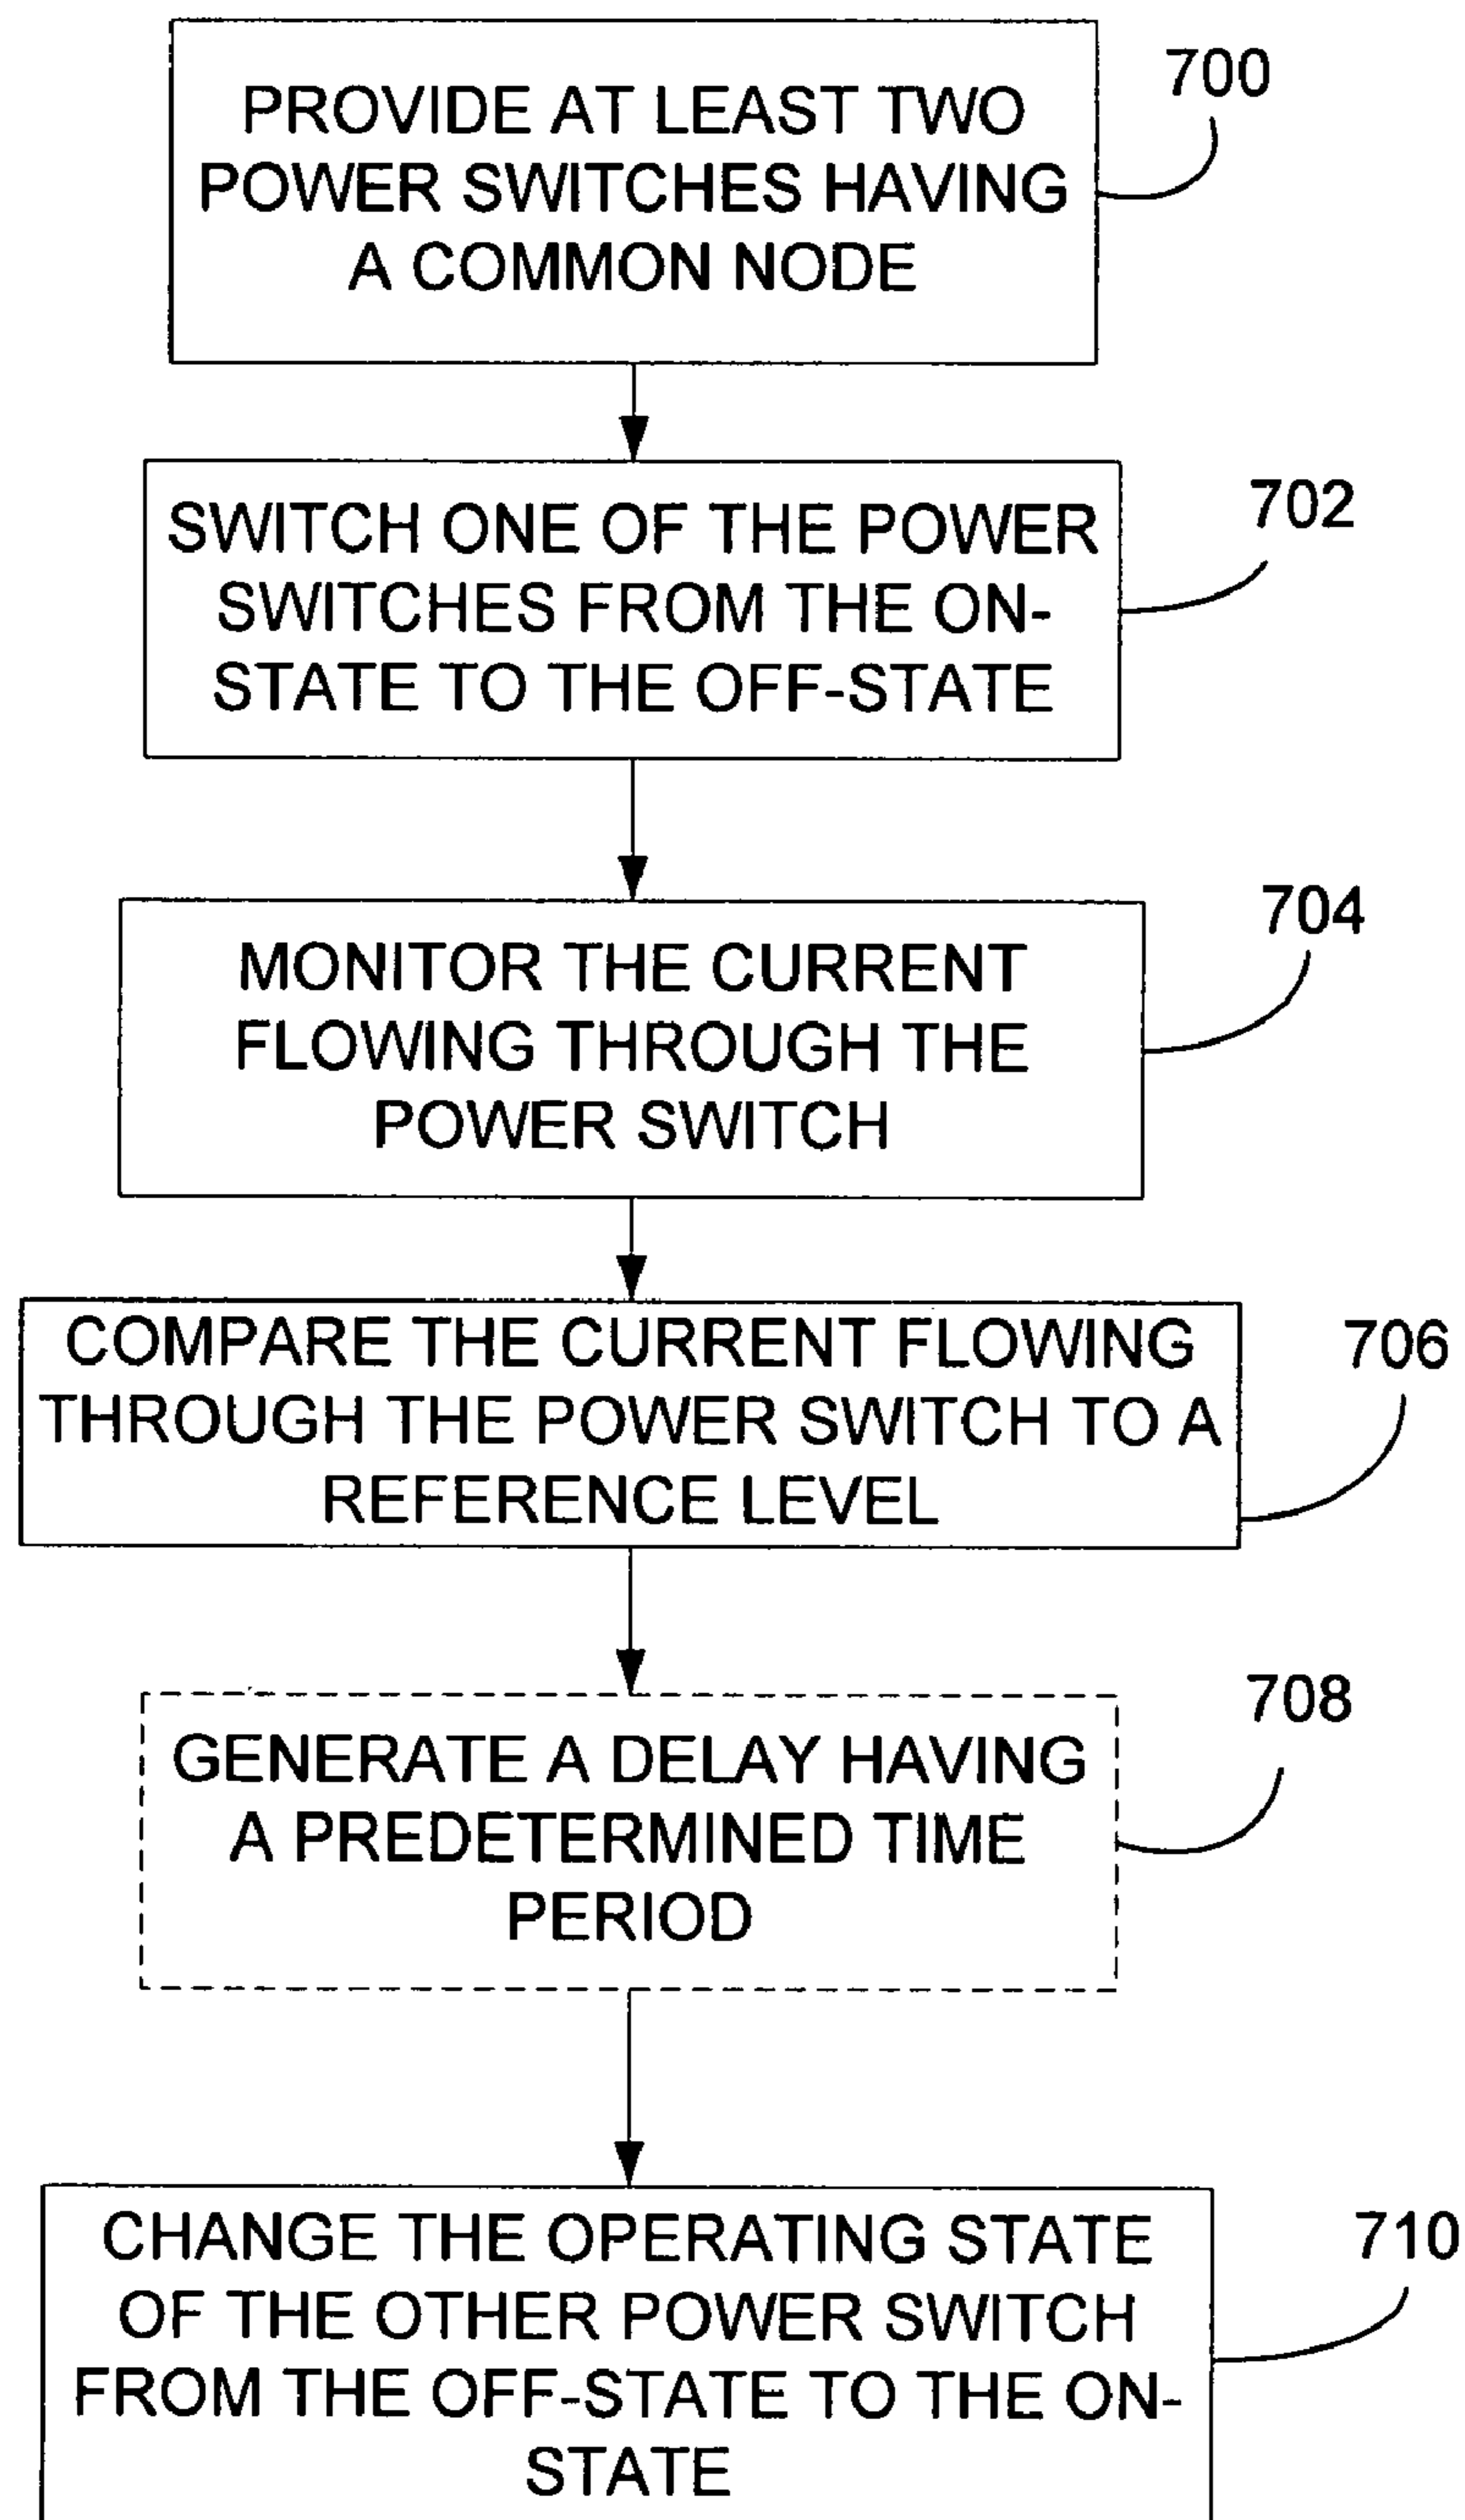 PROVIDE AT LEAST TWO
POWER SWITCHES HAVING
A COMMON NODE
700
SWITCH ONE OF THE POWER
SWITCHES FROM THE ON-
STATE TO THE OFF-STATE
702
MONITOR THE CURRENT
FLOWING THROUGH THE
POWER SWITCH
704
COMPARE THE CURRENT FLOWING
THROUGH THE POWER SWITCH TO A
REFERENCE LEVEL
706
GENERATE A DELAY HAVING
A PREDETERMINED TIME
PERIOD
708
CHANGE THE OPERATING STATE
OF THE OTHER POWER SWITCH
FROM THE OFF-STATE TO THE ON-
STATE
710